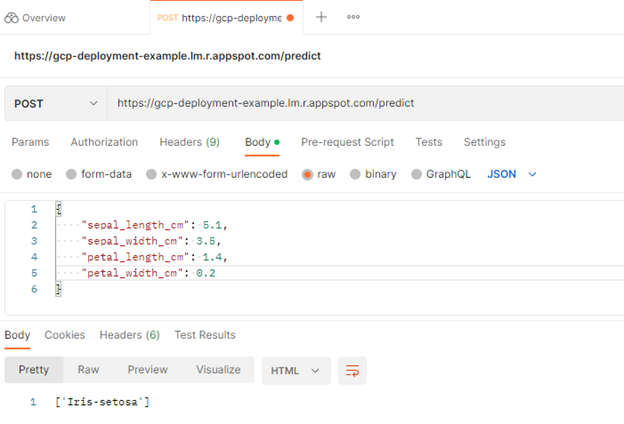 Overview POST https://gcp-deployme
https://gcp-deployment-example.lm.r.appspot.com/predict
POST https://gcp-deployment-example.lm.r.appspot.com/predict
Params Authorization Headers (9) Body Pre-request Script Tests Settings
none form-data x-www-form-urlencoded raw binary GraphQL JSON
1 {
2 "sepal_length_cm": 5.1,
3 "sepal_width_cm": 3.5,
4 "petal_length_cm": 1.4,
5 "petal_width_cm": 0.2
6 }
Body Cookies Headers (6) Test Results
Pretty Raw Preview Visualize HTML
1 ['Iris-setosa']